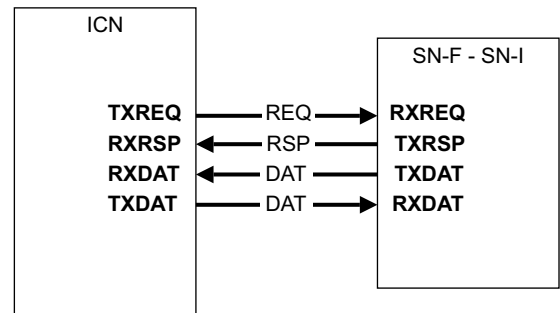 ICN
SN-F - SN-I
TXREQ REQ RXREQ
RXRSP RSP TXRSP
RXDAT DAT TXDAT
TXDAT DAT RXDAT